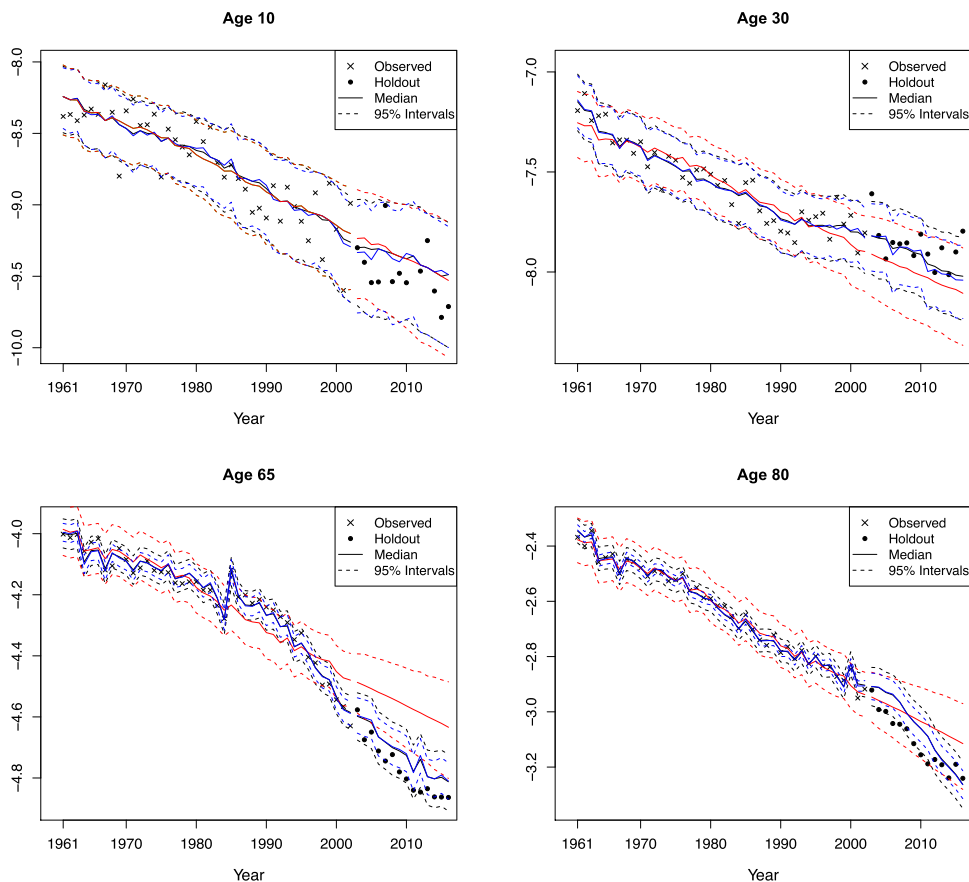 Age 10
Age 30
−8.0
−8.5
−9.0
−9.5
−10.0
Observed
Holdout
Median
95% Intervals
1961 1970 1980 1990 2000 2010
Year
−7.0
−7.5
−8.0
Observed
Holdout
Median
95% Intervals
1961 1970 1980 1990 2000 2010
Year
Age 65
Age 80
−4.0
−4.2
−4.4
−4.6
−4.8
Observed
Holdout
Median
95% Intervals
1961 1970 1980 1990 2000 2010
Year
−2.4
−2.6
−2.8
−3.0
−3.2
Observed
Holdout
Median
95% Intervals
1961 1970 1980 1990 2000 2010
Year